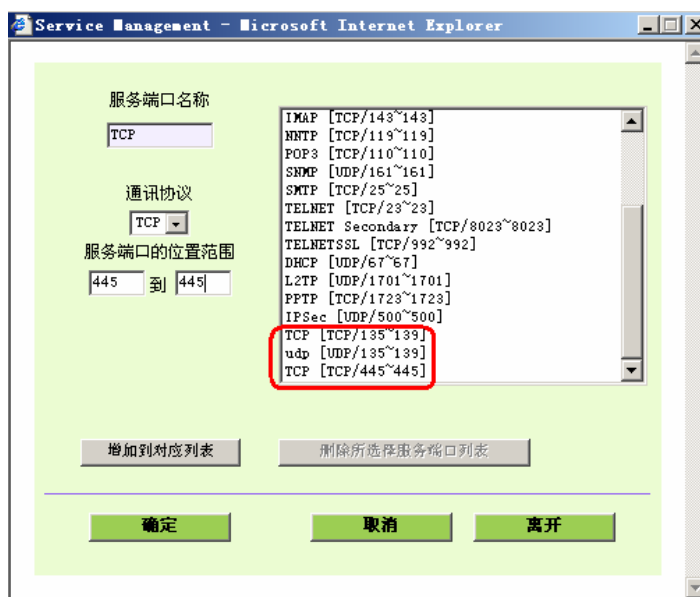 Service Management - Microsoft Internet Explorer
服务端口名称
TCP
通讯协议
TCP
服务端口的位置范围
445 到 445
IMAP [TCP/143~143]
NNTP [TCP/119~119]
POP3 [TCP/110~110]
SNMP [UDP/161~161]
SMTP [TCP/25~25]
TELNET [TCP/23~23]
TELNET Secondary [TCP/8023~8023]
TELNETSSL [TCP/992~992]
DHCP [UDP/67~67]
L2TP [UDP/1701~1701]
PPTP [TCP/1723~1723]
IPSec [UDP/500~500]
TCP [TCP/135~139]
udp [UDP/135~139]
TCP [TCP/445~445]
增加到对应列表
删除所选择服务端口列表
确定
取消
离开